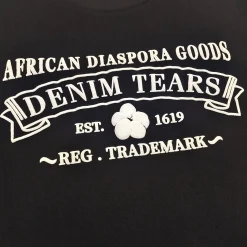 AFRICAN DIASPORA GOODS
DENIM TEARS
EST. 1619
~REG . TRADEMARK~